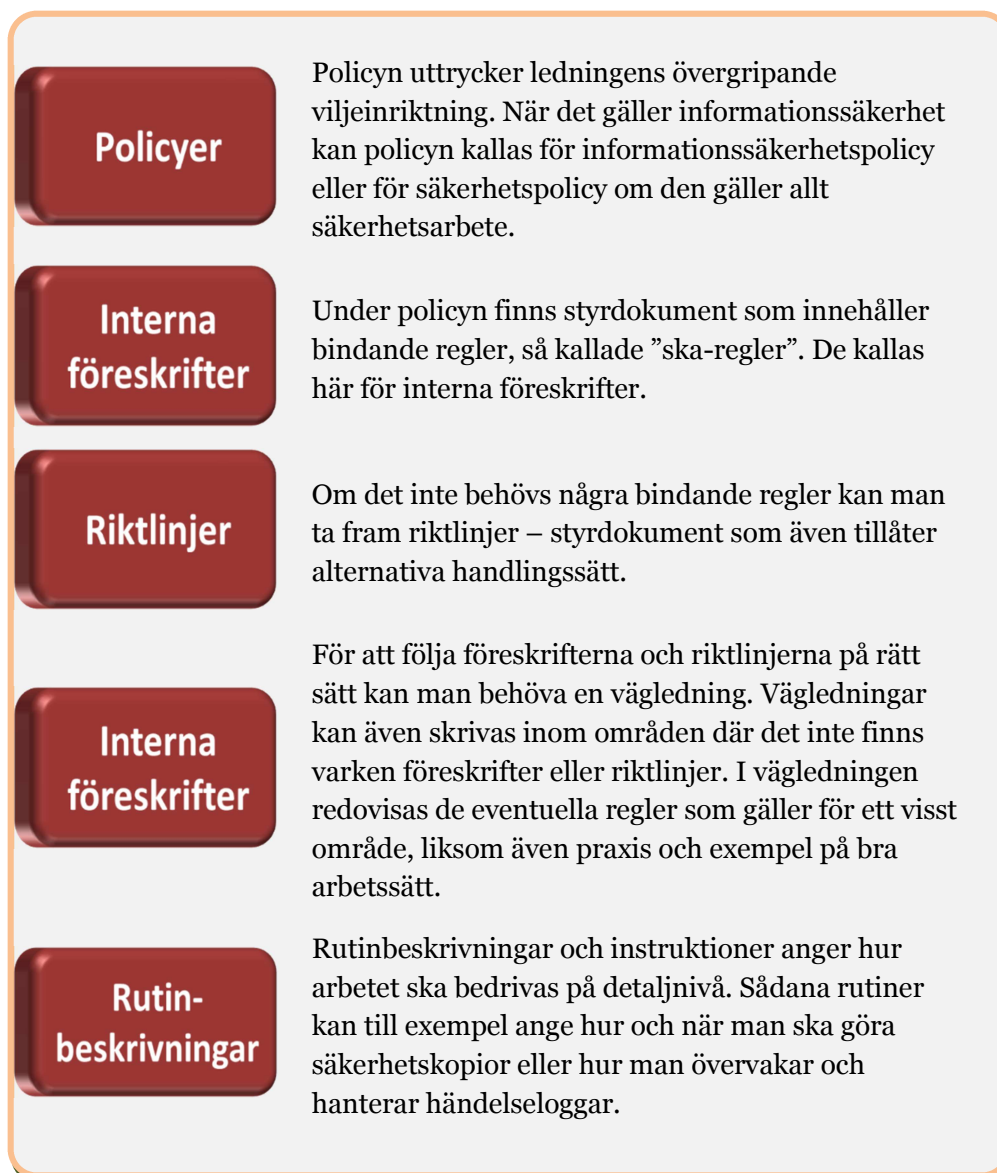 Policyer
Policyn uttrycker ledningens övergripande
viljeinriktning. När det gäller informationssäkerhet
kan policyn kallas för informationssäkerhetspolicy
eller för säkerhetspolicy om den gäller allt
säkerhetsarbete.
Interna
föreskrifter
Under policyn finns styrdokument som innehåller
bindande regler, så kallade ”ska-regler”. De kallas
här för interna föreskrifter.
Riktlinjer
Om det inte behövs några bindande regler kan man
ta fram riktlinjer – styrdokument som även tillåter
alternativa handlingssätt.
Interna
föreskrifter
För att följa föreskrifterna och riktlinjerna på rätt
sätt kan man behöva en vägledning. Vägledningar
kan även skrivas inom områden där det inte finns
varken föreskrifter eller riktlinjer. I vägledningen
redovisas de eventuella regler som gäller för ett visst
område, liksom även praxis och exempel på bra
arbetssätt.
Rutin-
beskrivningar
Rutinbeskrivningar och instruktioner anger hur
arbetet ska bedrivas på detaljnivå. Sådana rutiner
kan till exempel ange hur och när man ska göra
säkerhetskopior eller hur man övervakar och
hanterar händelseloggar.